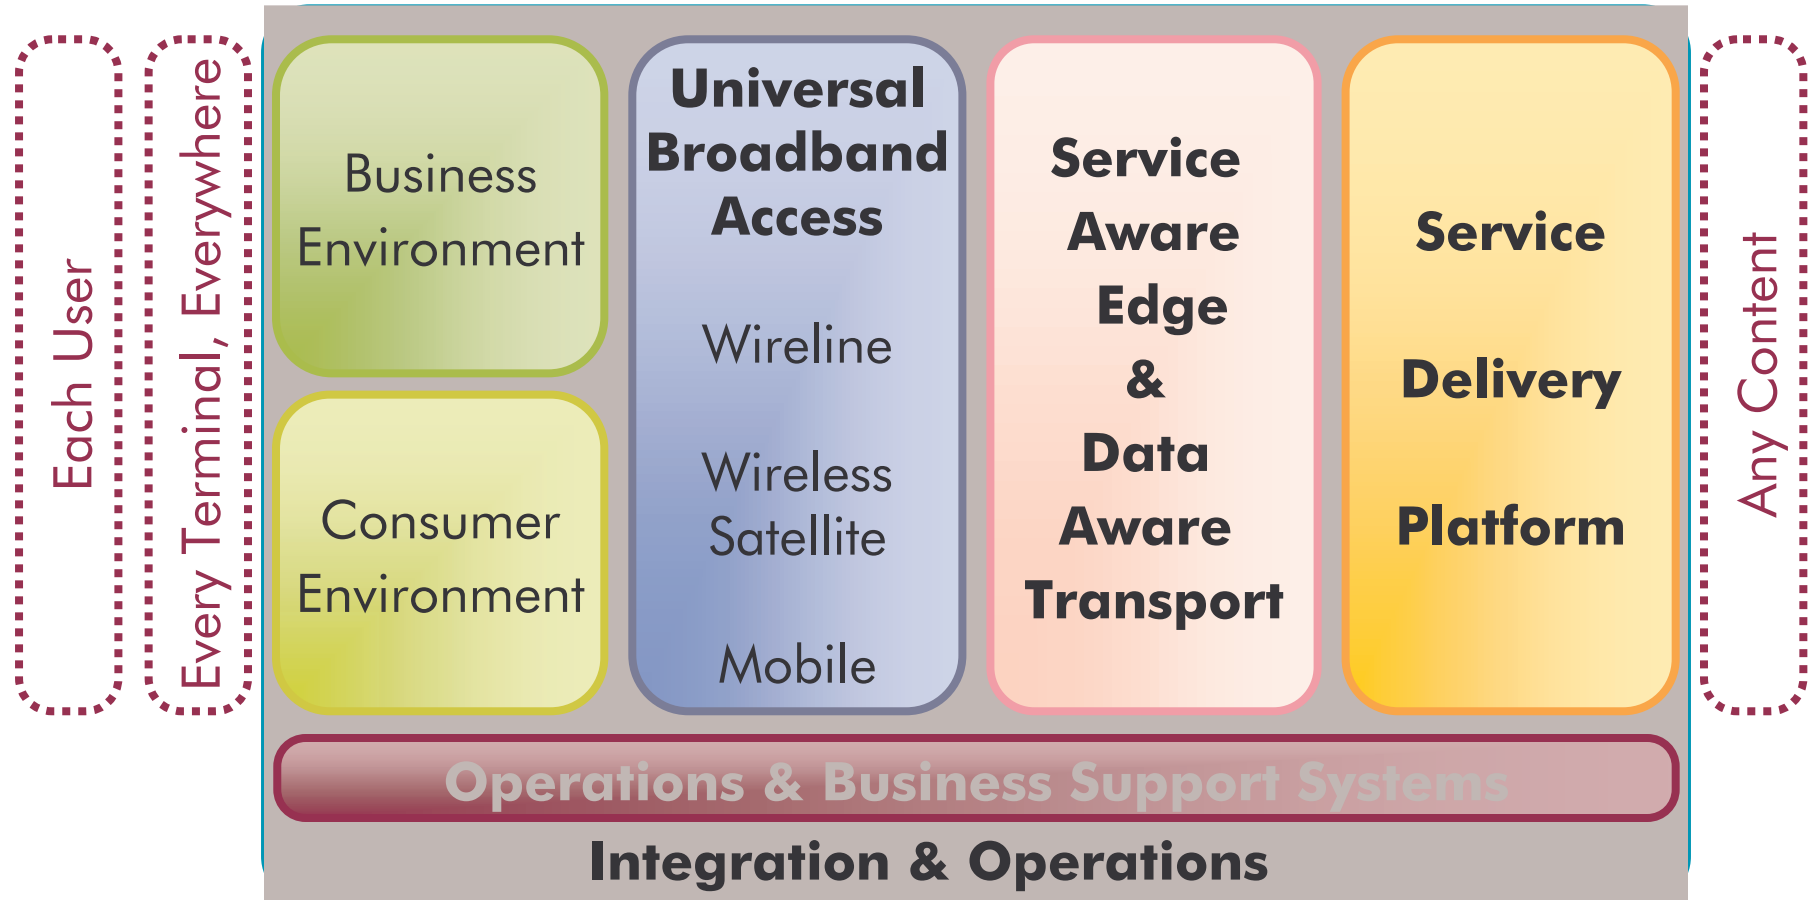 Each User
Every Terminal, Everywhere
Business
Environment
Consumer
Environment
Universal
Broadband
Access
Wireline
Wireless
Satellite
Mobile
Service
Aware
Edge
&
Data
Aware
Transport
Service
Delivery
Platform
Any Content
Operations & Business Support Systems
Integration & Operations